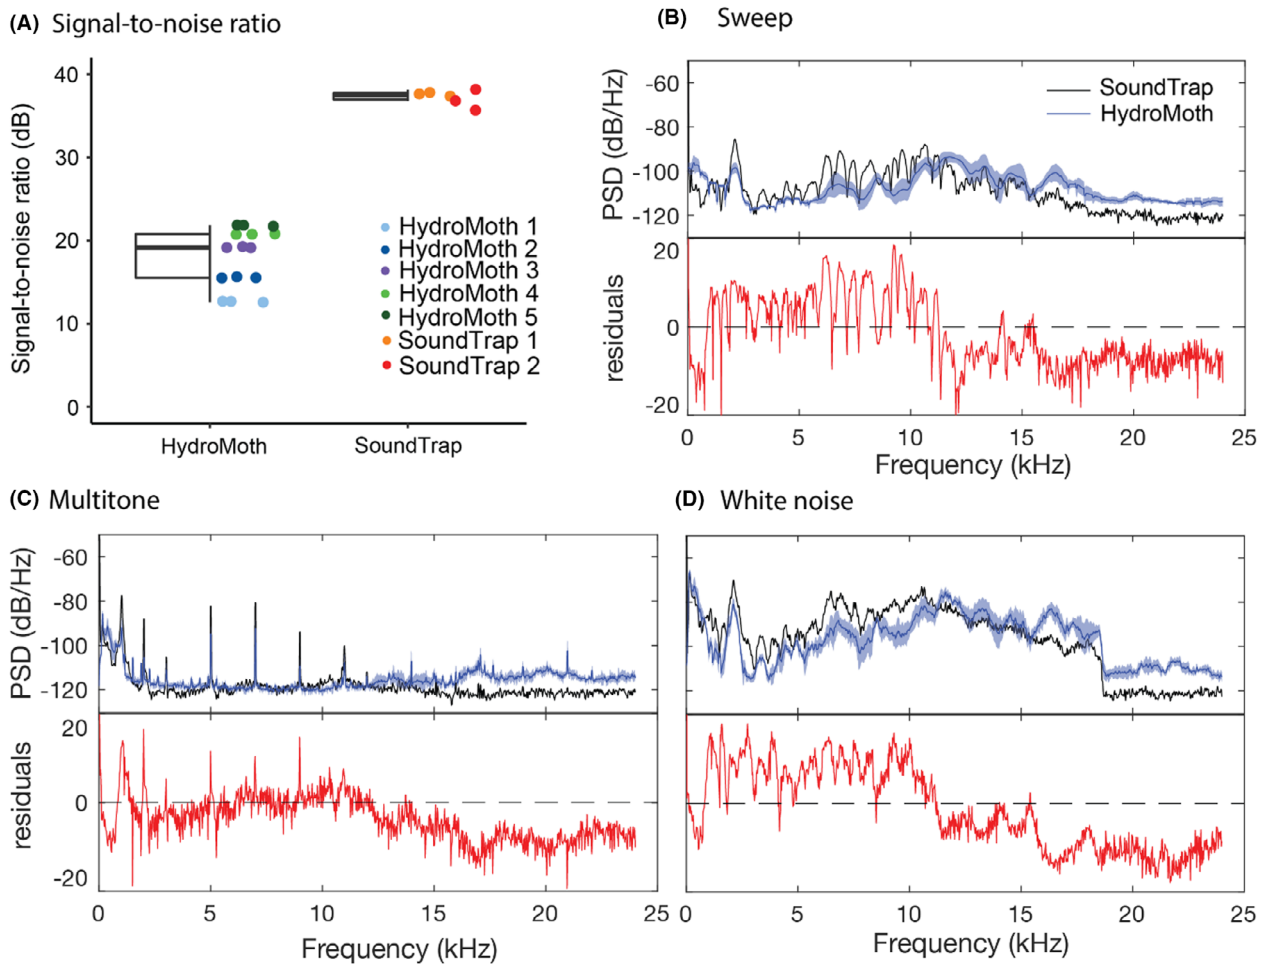 (A) Signal-to-noise ratio
Signal-to-noise ratio (dB)
40
30
20
10
0
HydroMoth 1
HydroMoth 2
HydroMoth 3
HydroMoth 4
HydroMoth 5
SoundTrap 1
SoundTrap 2
HydroMoth
SoundTrap
(B) Sweep
PSD (dB/Hz)
-60
-80
-100
-120
SoundTrap
HydroMoth
residuals
20
0
-20
0 5 10 15 20 25
Frequency (kHz)
(C) Multitone
PSD (dB/Hz)
-60
-80
-100
-120
residuals
20
0
-20
0 5 10 15 20 25
Frequency (kHz)
(D) White noise
0 5 10 15 20 25
Frequency (kHz)